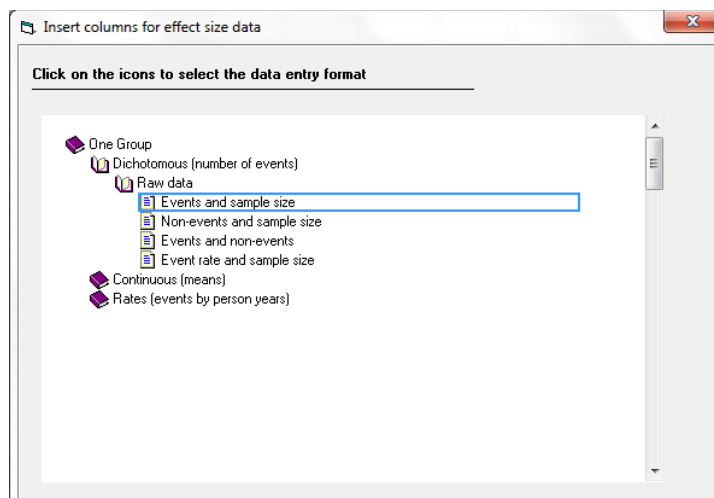 Insert columns for effect size data
Click on the icons to select the data entry format
One Group
Dichotomous (number of events)
Raw data
Events and sample size
Non-events and sample size
Events and non-events
Event rate and sample size
Continuous (means)
Rates (events by person years)